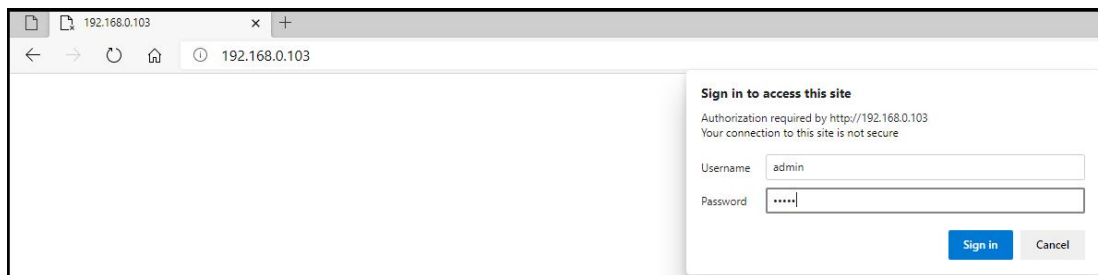 192.168.0.103
192.168.0.103
Sign in to access this site
Authorization required by http://192.168.0.103
Your connection to this site is not secure
Username admin
Password •••••
Sign in Cancel